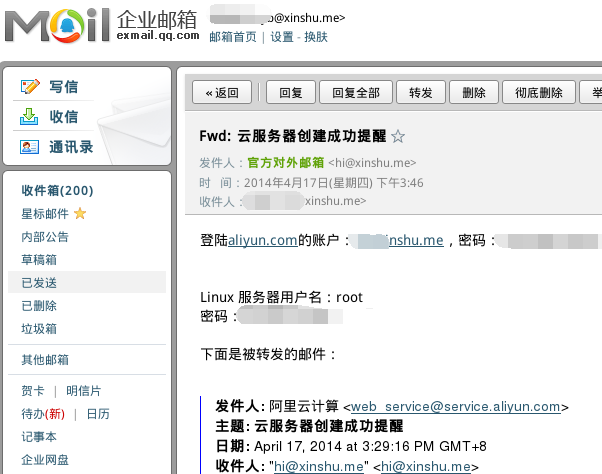 Mail 企业邮箱
exmail.qq.com
@xinshu.me>
邮箱首页 | 设置 - 换肤
写信
收信
通讯录
收件箱(200)
星标邮件
内部公告
草稿箱
已发送
已删除
垃圾箱
其他邮箱
贺卡 | 明信片
待办(新) | 日历
记事本
企业网盘
« 返回 回复 回复全部 转发 删除 彻底删除 举
Fwd: 云服务器创建成功提醒
发件人：官方对外邮箱 <hi@xinshu.me>
时 间：2014年4月17日(星期四) 下午3:46
收件人： xinshu.me>
登陆aliyun.com的账户： inshu.me，密码：
Linux 服务器用户名：root
密码：
下面是被转发的邮件：
发件人: 阿里云计算 <web_service@service.aliyun.com>
主题: 云服务器创建成功提醒
日期: April 17, 2014 at 3:29:16 PM GMT+8
收件人: "hi@xinshu.me" <hi@xinshu.me>